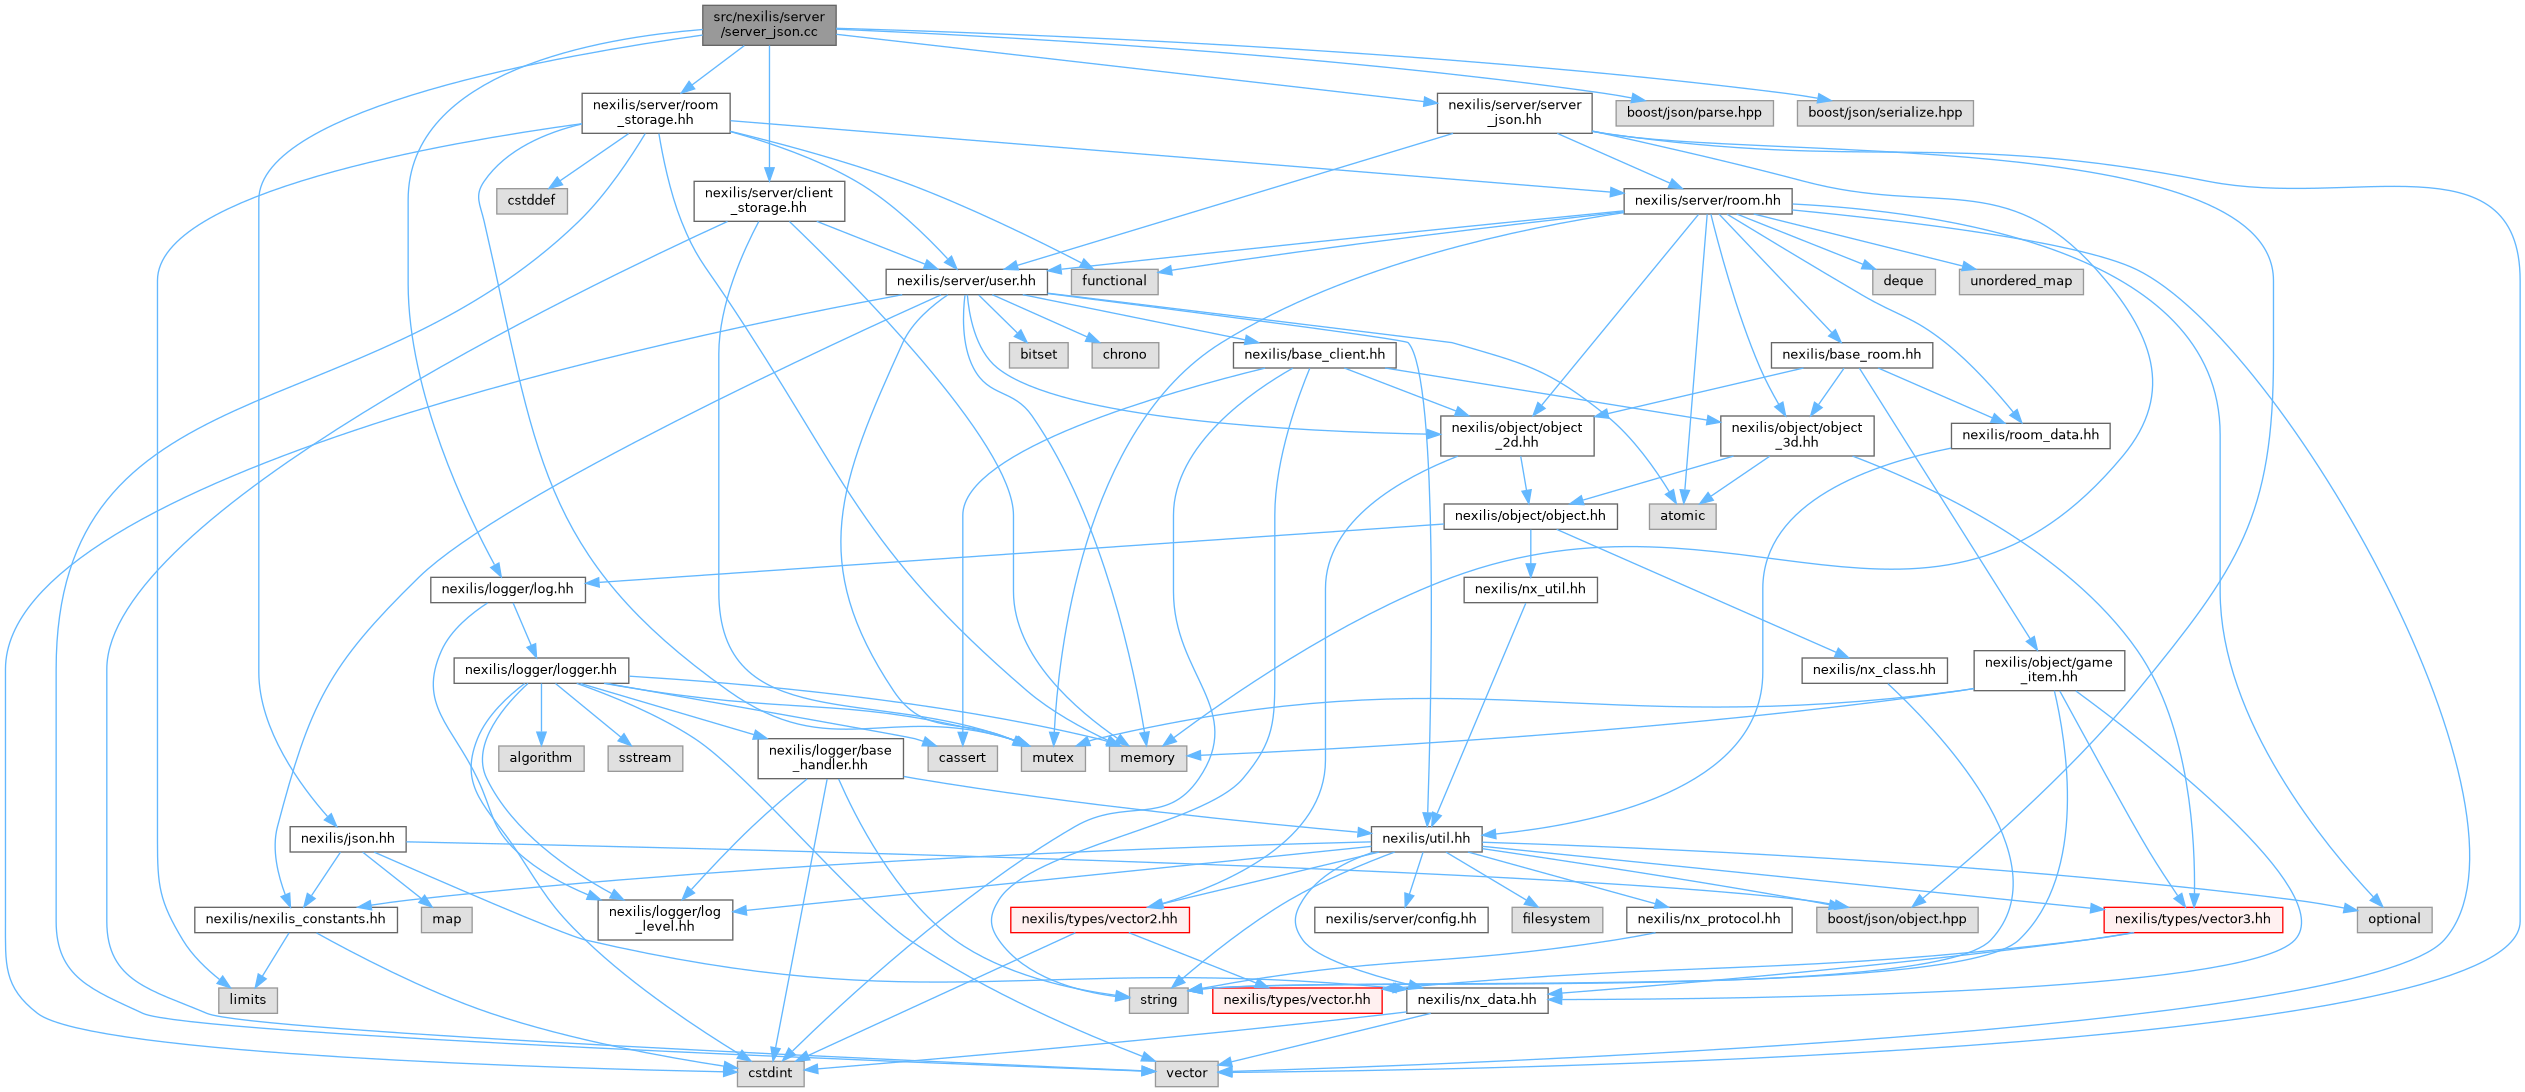 src/nexilis/server
/server_json.cc
nexilis/server/room
_storage.hh
nexilis/server/server
_json.hh
boost/json/parse.hpp
boost/json/serialize.hpp
cstddef
nexilis/server/client
_storage.hh
nexilis/server/room.hh
nexilis/server/user.hh
functional
deque
unordered_map
bitset
chrono
nexilis/base_client.hh
nexilis/base_room.hh
nexilis/object/object
_2d.hh
nexilis/object/object
_3d.hh
nexilis/room_data.hh
nexilis/object/object.hh
atomic
nexilis/logger/log.hh
nexilis/nx_util.hh
nexilis/logger/logger.hh
nexilis/nx_class.hh
nexilis/object/game
_item.hh
algorithm
sstream
nexilis/logger/base
_handler.hh
cassert
mutex
memory
nexilis/json.hh
nexilis/util.hh
nexilis/nexilis_constants.hh
map
nexilis/logger/log
_level.hh
nexilis/types/vector2.hh
nexilis/server/config.hh
filesystem
nexilis/nx_protocol.hh
boost/json/object.hpp
nexilis/types/vector3.hh
optional
limits
string
nexilis/types/vector.hh
nexilis/nx_data.hh
cstdint
vector